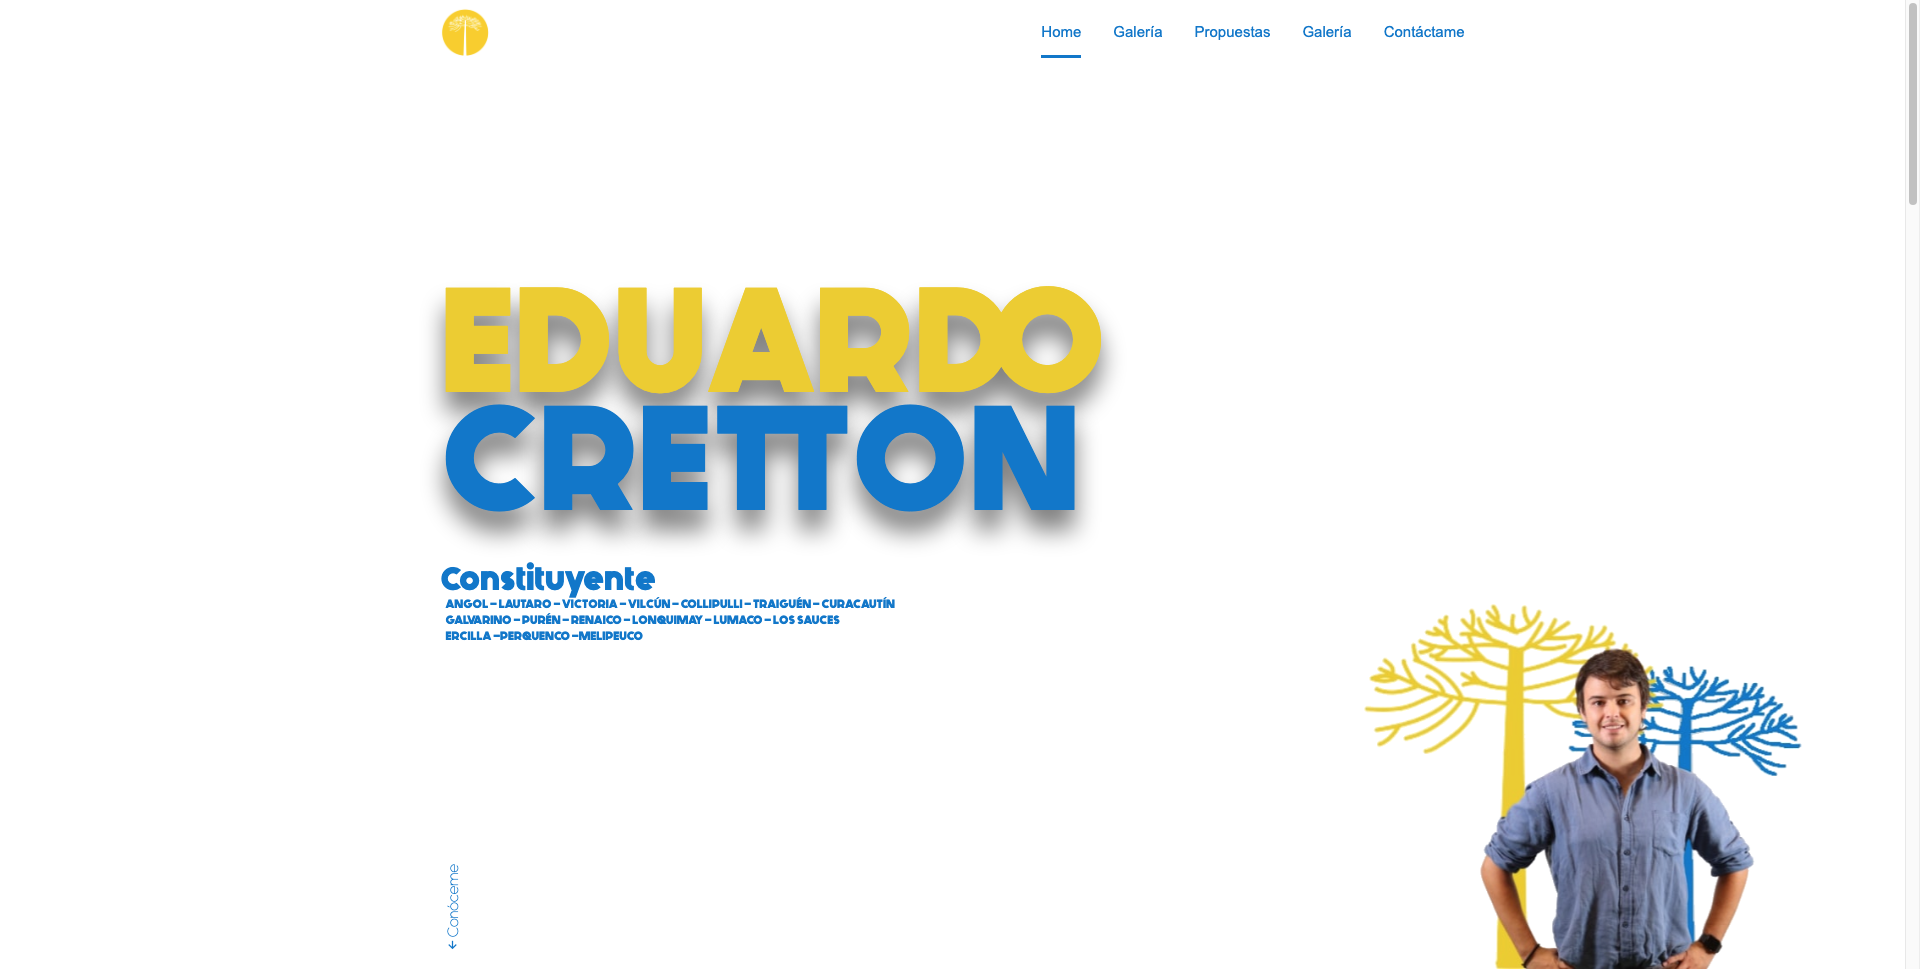 Home Galería Propuestas Galería Contáctame
EDUARDO
CRETTON
Constituyente
ANGOL – LAUTARO – VICTORIA – VILCÚN – COLLIPULLI – TRAIGUÉN – CURACAUTÍN
GALVARINO – PURÉN – RENAICO – LONQUIMAY – LUMACO – LOS SAUCES
ERCILLA –PERQUENCO –MELIPEUCO
← Conóceme